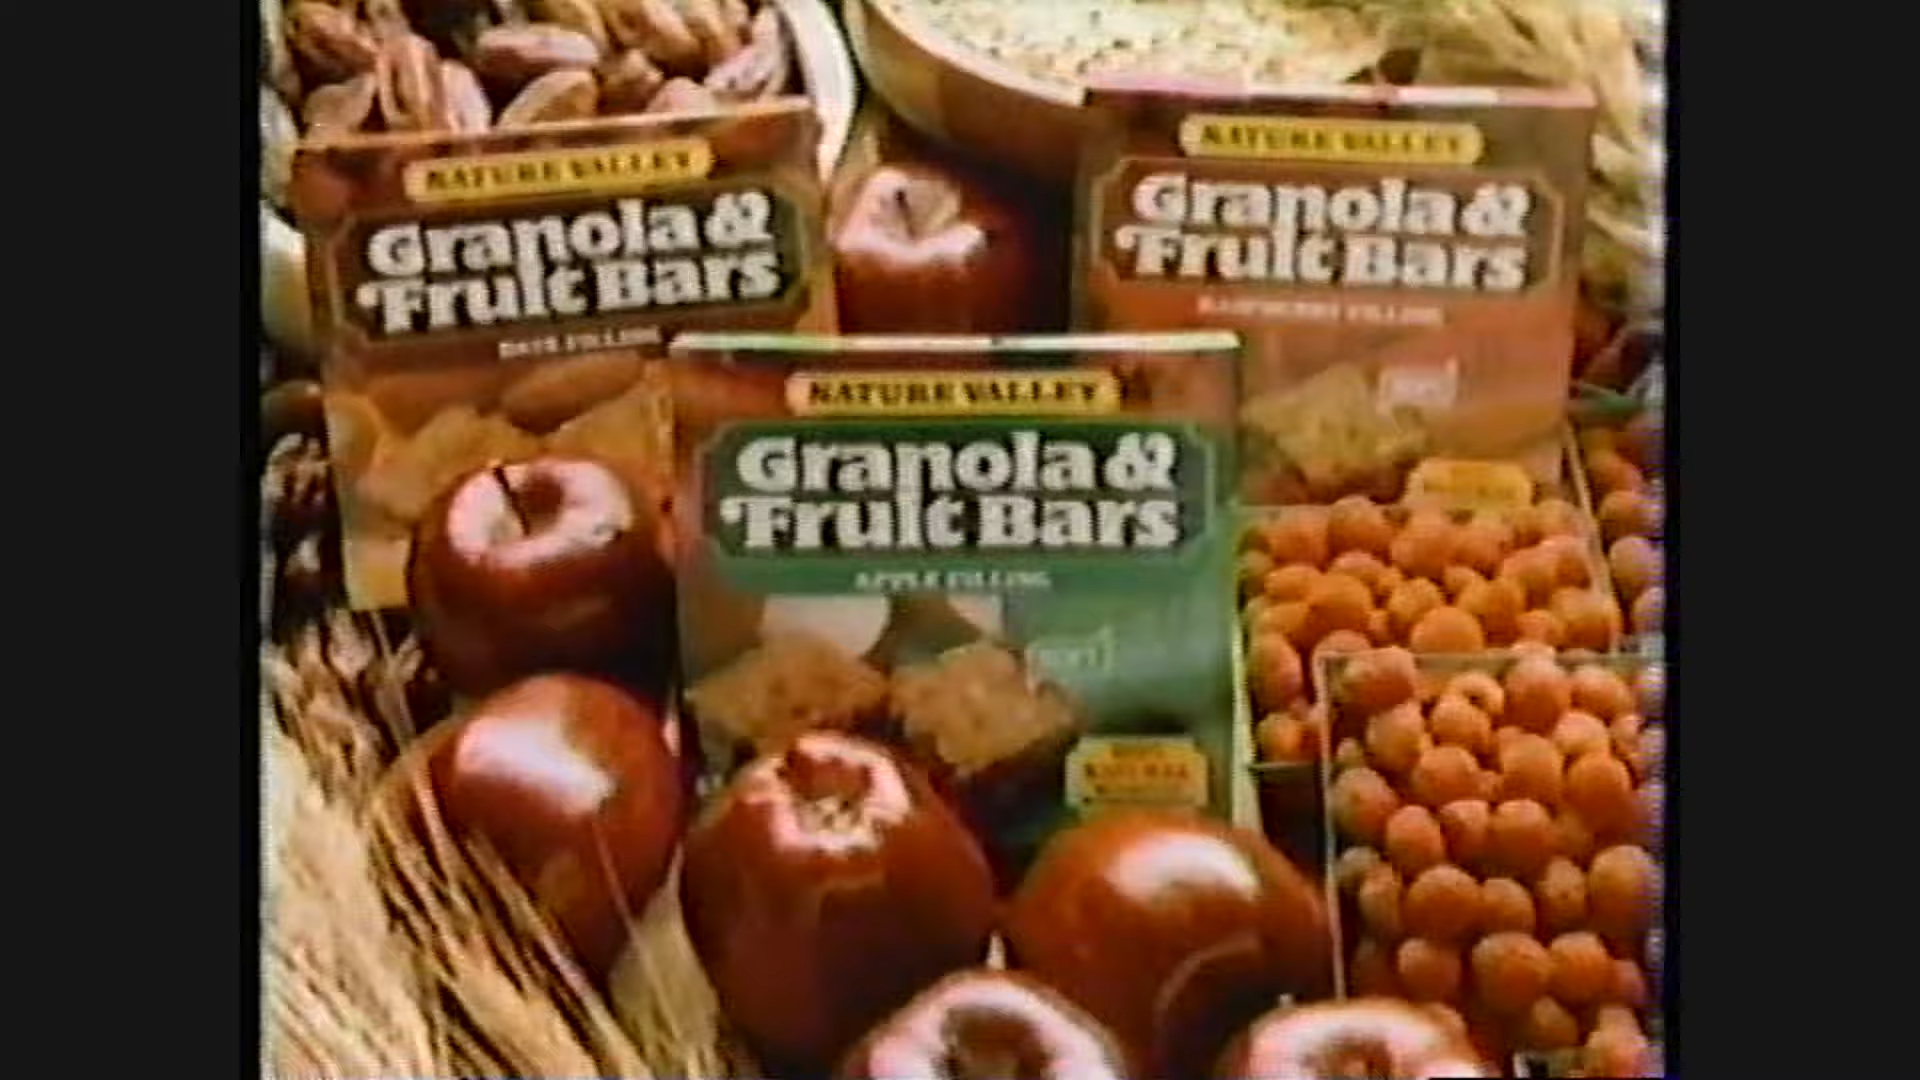 NATURE VALLEY
Granola &
Fruit Bars
DATE FILLING
NATURE VALLEY
Granola &
Fruit Bars
RASPBERRY FILLING
NATURE VALLEY
Granola &
Fruit Bars
APPLE FILLING
NATURAL